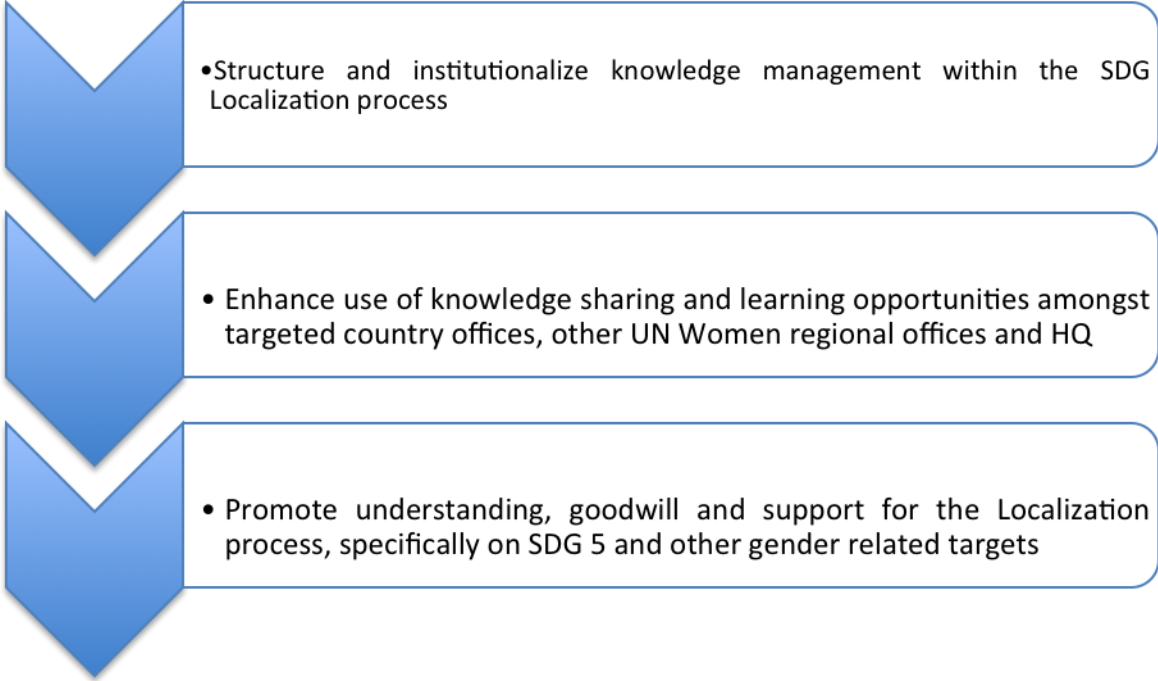 •Structure and institutionalize knowledge management within the SDG
Localization process
• Enhance use of knowledge sharing and learning opportunities amongst
targeted country offices, other UN Women regional offices and HQ
• Promote understanding, goodwill and support for the Localization
process, specifically on SDG 5 and other gender related targets